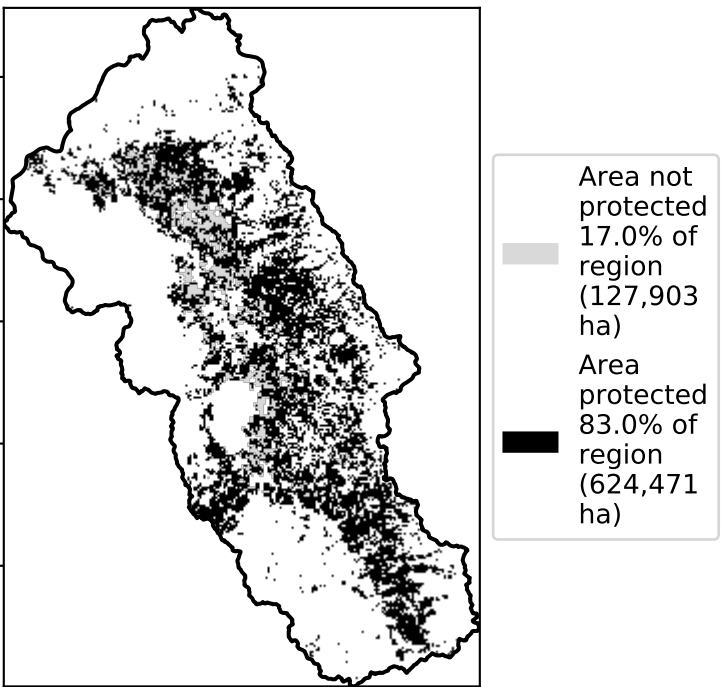 Area not
protected
17.0% of
region
(127,903
ha)
Area
protected
83.0% of
region
(624,471
ha)